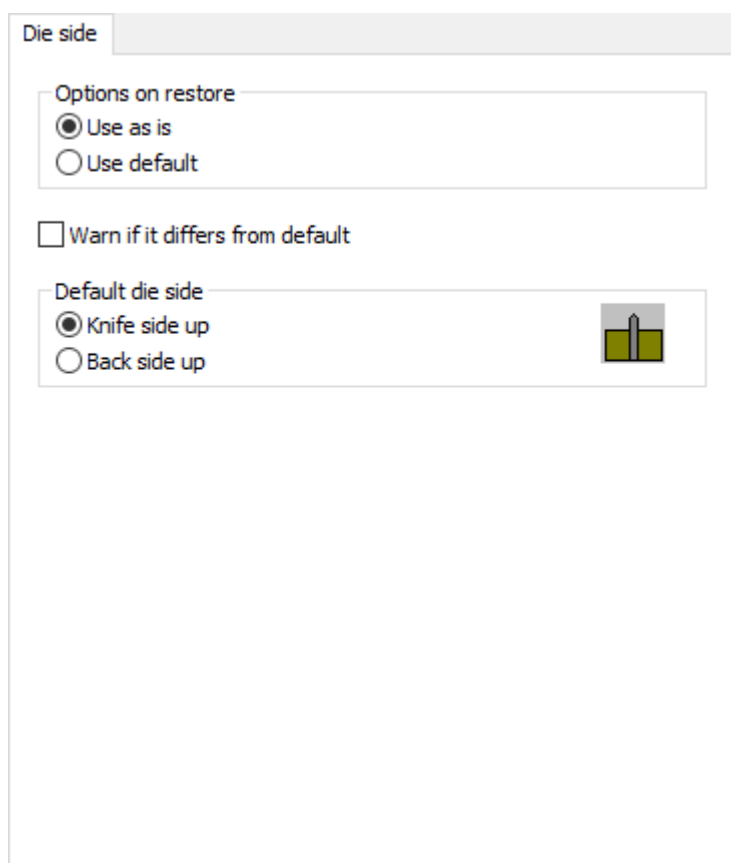 Die side
Options on restore
Use as is
Use default
Warn if it differs from default
Default die side
Knife side up
Back side up